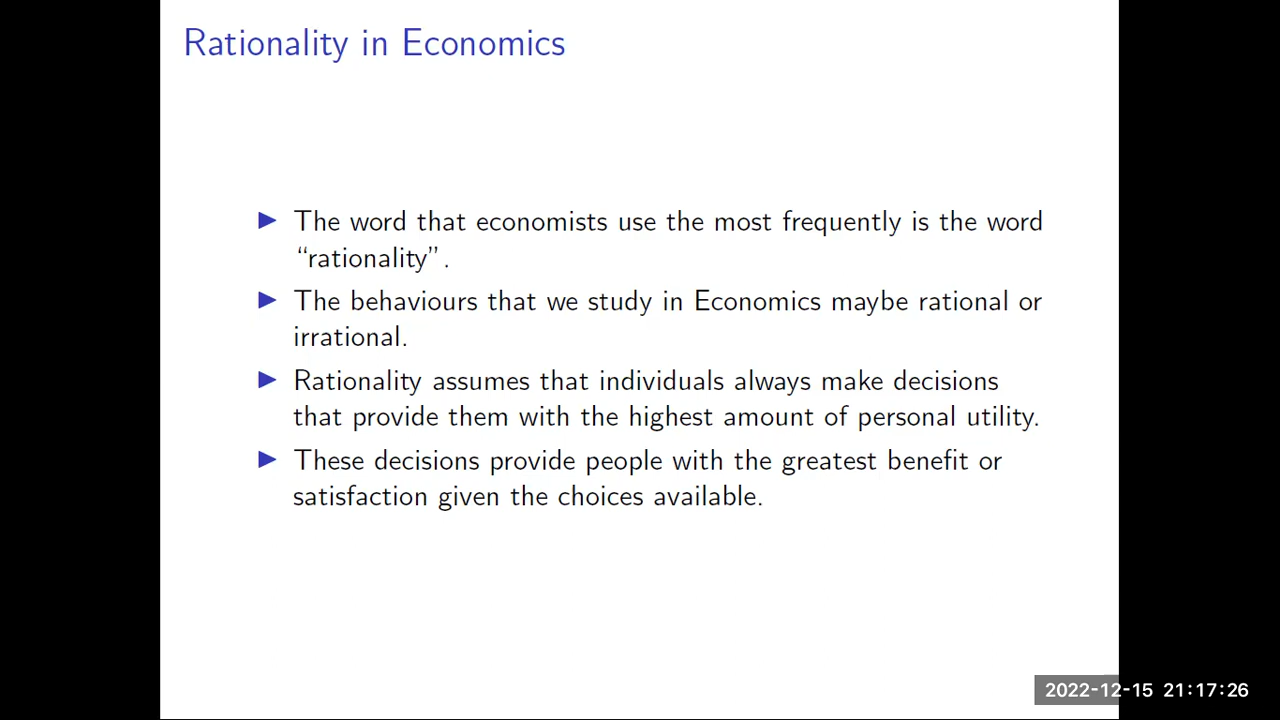 Rationality in Economics
▶ The word that economists use the most frequently is the word
“rationality”.
▶ The behaviours that we study in Economics maybe rational or
irrational.
▶ Rationality assumes that individuals always make decisions
that provide them with the highest amount of personal utility.
▶ These decisions provide people with the greatest benefit or
satisfaction given the choices available.
2022-12-15 21:17:26